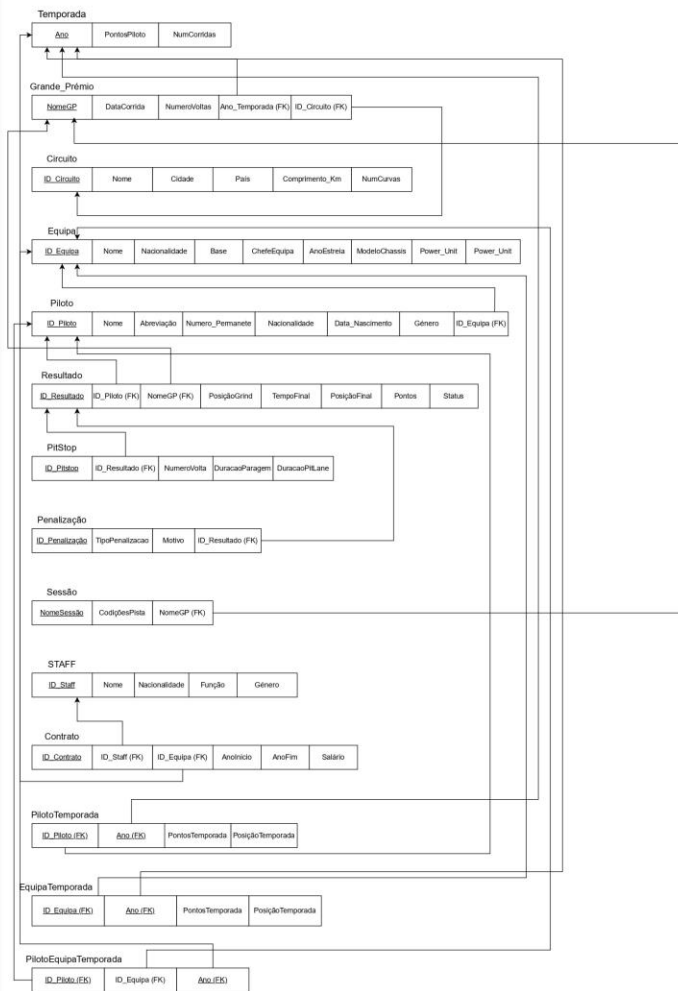 Temporada
Ano PontosPiloto NumCorridas
Grande_Prémio
NomeGP DataCorrida NumeroVoltas Ano_Temporada (FK) ID_Circuito (FK)
Circuito
ID_Circuito Nome Cidade País Comprimento_Km NumCurvas
Equipa
ID_Equipa Nome Nacionalidade Base ChefeEquipa AnoEstreia ModeloChassis Power_Unit Power_Unit
Piloto
ID_Piloto Nome Abreviação Numero_Permanete Nacionalidade Data_Nascimento Género ID_Equipa (FK)
Resultado
ID_Resultado ID_Piloto (FK) NomeGP (FK) PosiçãoGrind TempoFinal PosiçãoFinal Pontos Status
PitStop
ID_Pitstop ID_Resultado (FK) NumeroVolta DuracaoParagem DuracaoPitLane
Penalização
ID_Penalização TipoPenalizacao Motivo ID_Resultado (FK)
Sessão
NomeSessão CodiçõesPista NomeGP (FK)
STAFF
ID_Staff Nome Nacionalidade Função Género
Contrato
ID_Contrato ID_Staff (FK) ID_Equipa (FK) AnoInicio AnoFim Salário
PilotoTemporada
ID_Piloto (FK) Ano (FK) PontosTemporada PosiçãoTemporada
EquipaTemporada
ID_Equipa (FK) Ano (FK) PontosTemporada PosiçãoTemporada
PilotoEquipaTemporada
ID_Piloto (FK) ID_Equipa (FK) Ano (FK)